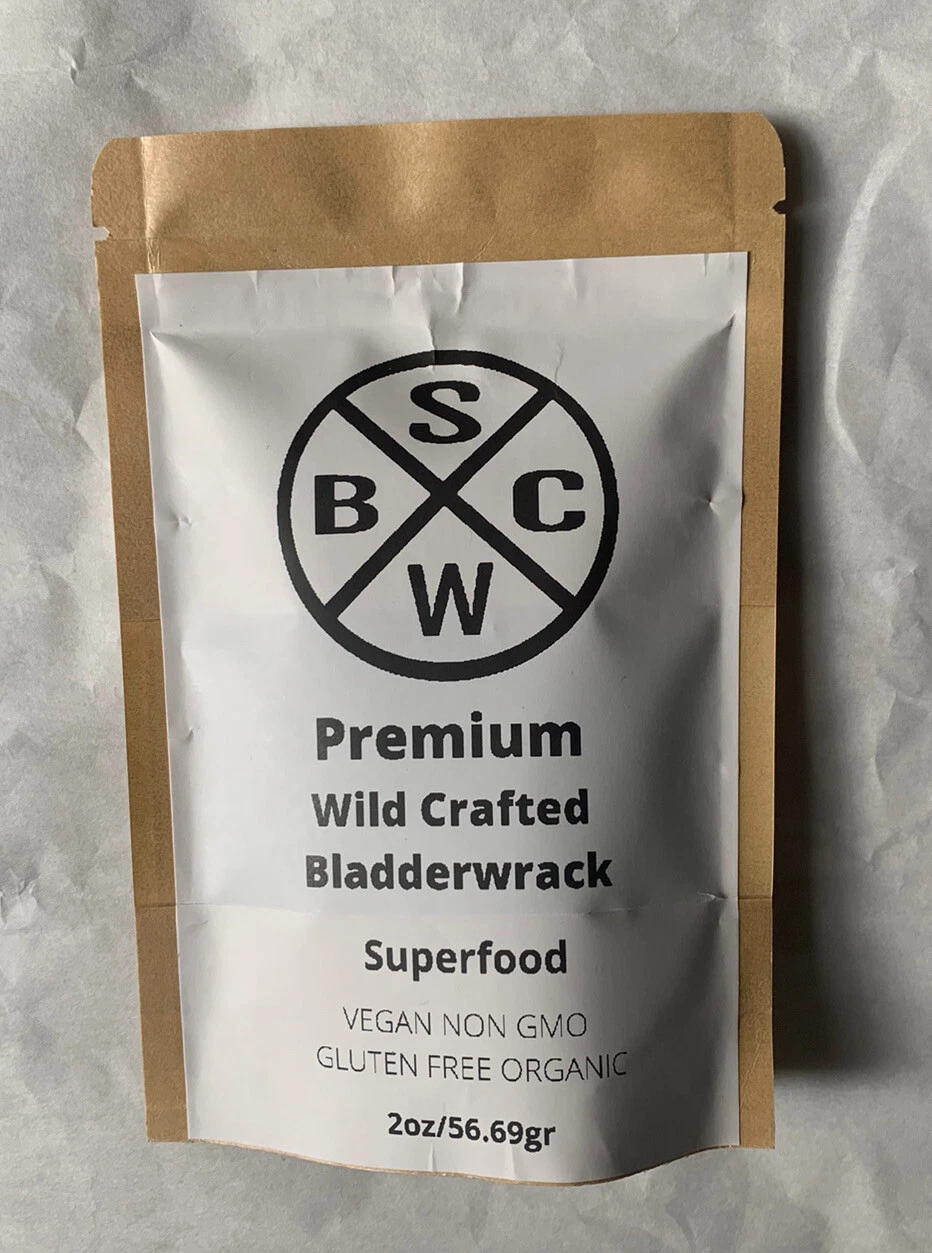 S
B C
W
Premium
Wild Crafted
Bladderwrack
Superfood
VEGAN NON GMO
GLUTEN FREE ORGANIC
2oz/56.69gr